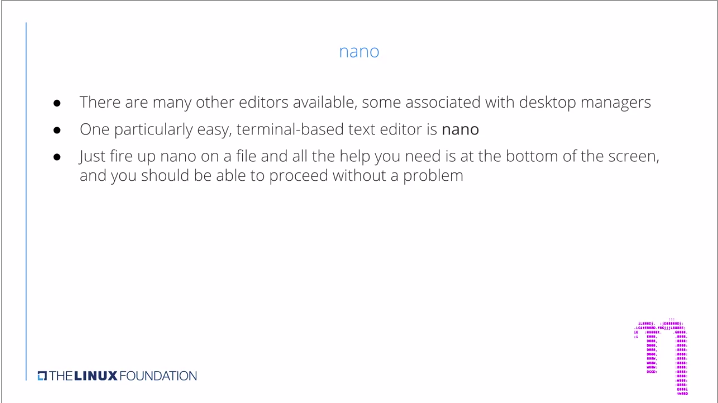 nano
● There are many other editors available, some associated with desktop managers
● One particularly easy, terminal-based text editor is nano
● Just fire up nano on a file and all the help you need is at the bottom of the screen,
and you should be able to proceed without a problem
THE LINUX FOUNDATION